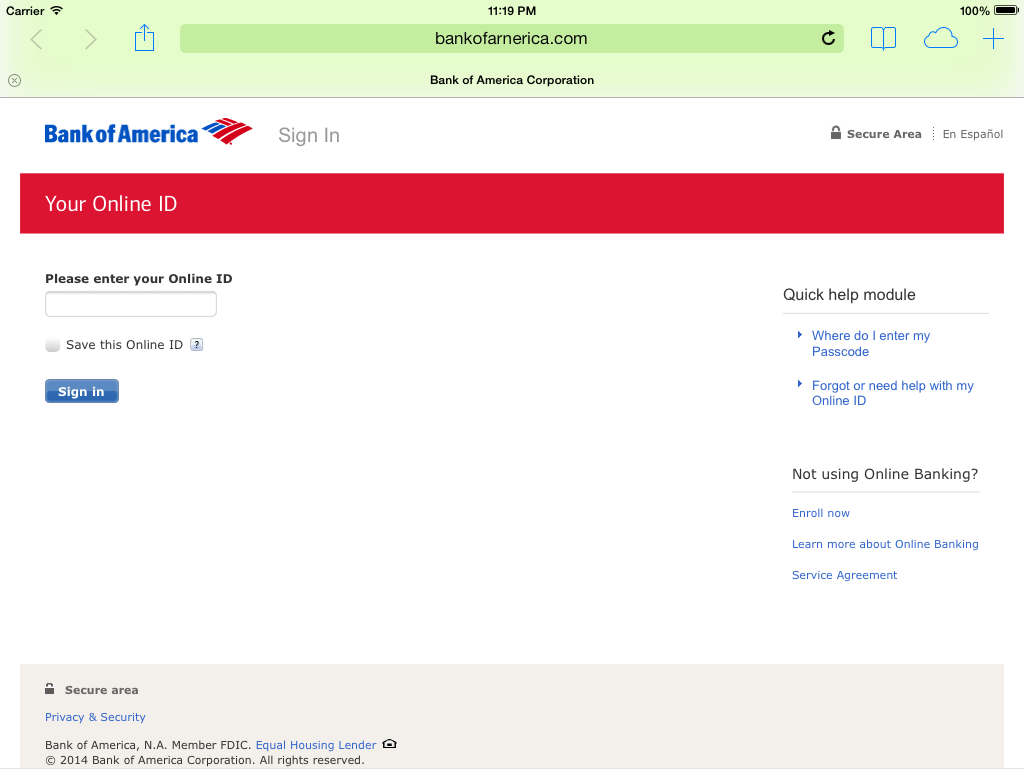 Carrier 11:19 PM 100%
bankofarnerica.com
Bank of America Corporation
Bank of America Sign In
Secure Area En Español
Your Online ID
Please enter your Online ID
Save this Online ID ?
Sign in
Quick help module
Where do I enter my
Passcode
Forgot or need help with my
Online ID
Not using Online Banking?
Enroll now
Learn more about Online Banking
Service Agreement
Secure area
Privacy & Security
Bank of America, N.A. Member FDIC. Equal Housing Lender
© 2014 Bank of America Corporation. All rights reserved.